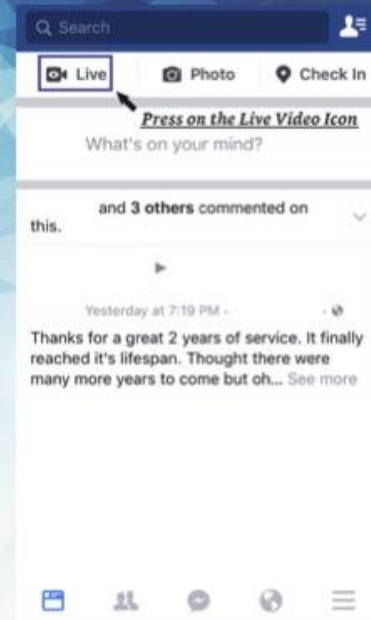 Search
Live Photo Check In
Press on the Live Video Icon
What's on your mind?
and 3 others commented on
this.
Yesterday at 7:19 PM ·
Thanks for a great 2 years of service. It finally
reached it's lifespan. Thought there were
many more years to come but oh... See more